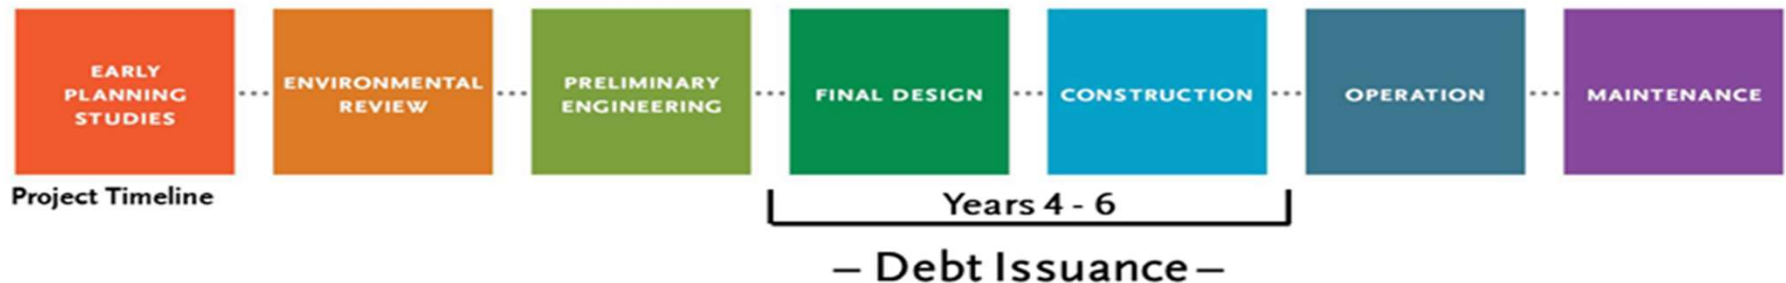 EARLY
PLANNING
STUDIES
ENVIRONMENTAL
REVIEW
PRELIMINARY
ENGINEERING
FINAL DESIGN
CONSTRUCTION
OPERATION
MAINTENANCE
Project Timeline
Years 4 - 6
– Debt Issuance –